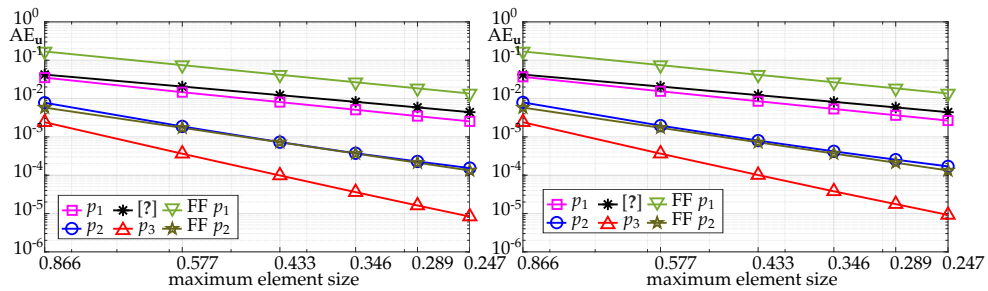 10^0
AE_u
10^-1
10^-2
10^-3
10^-4
10^-5
10^-6
p_1 [?] FF p_1
p_2 p_3 FF p_2
0.866 0.577 0.433 0.346 0.289 0.247
maximum element size
10^0
AE_u
10^-1
10^-2
10^-3
10^-4
10^-5
10^-6
p_1 [?] FF p_1
p_2 p_3 FF p_2
0.866 0.577 0.433 0.346 0.289 0.247
maximum element size